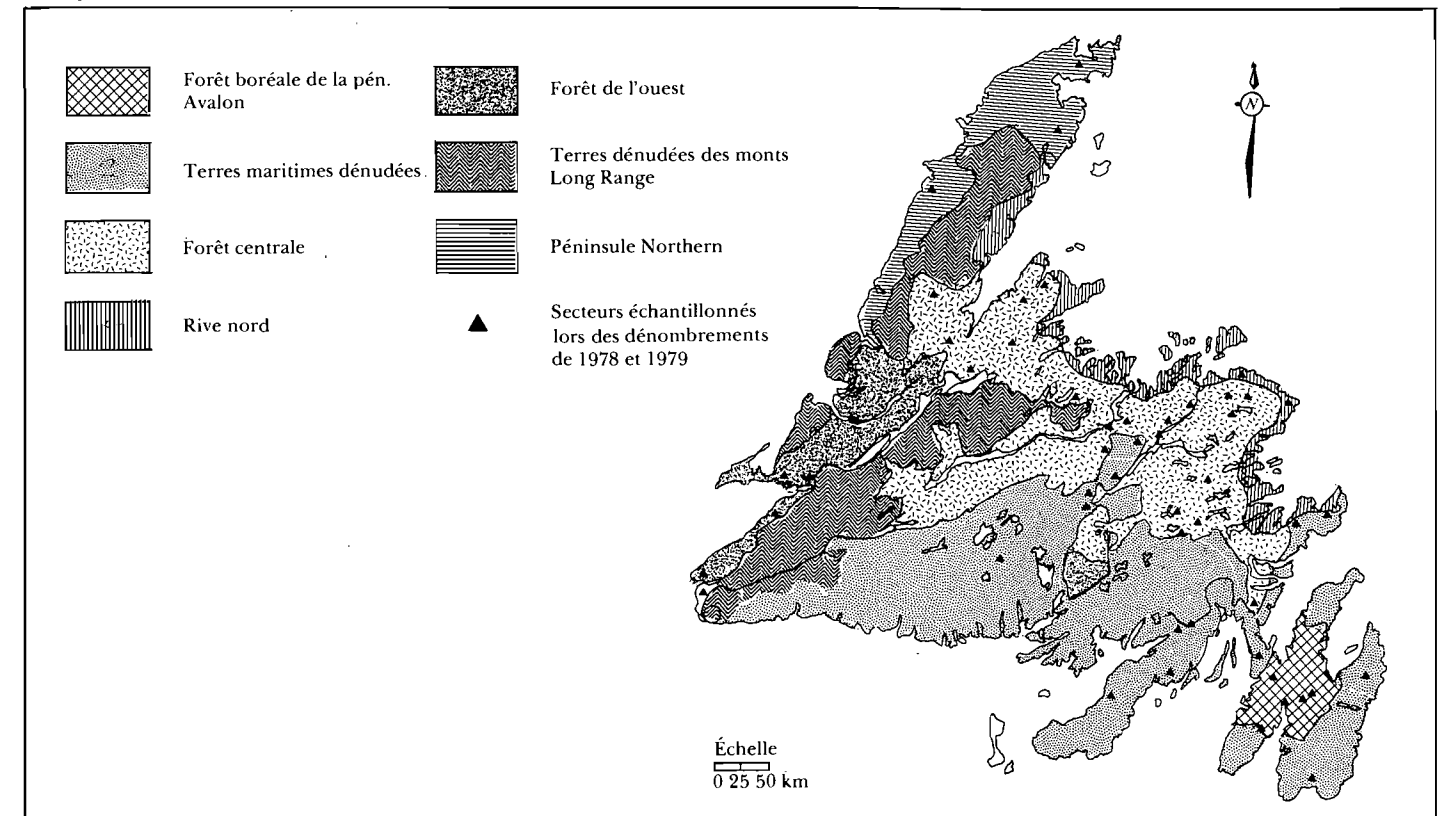 Forêt boréale de la pén.
Avalon
Terres maritimes dénudées
Forêt centrale
Rive nord
Forêt de l'ouest
Terres dénudées des monts
Long Range
Péninsule Northern
Secteurs échantillonnés
lors des dénombrements
de 1978 et 1979
N
Échelle
0 25 50 km